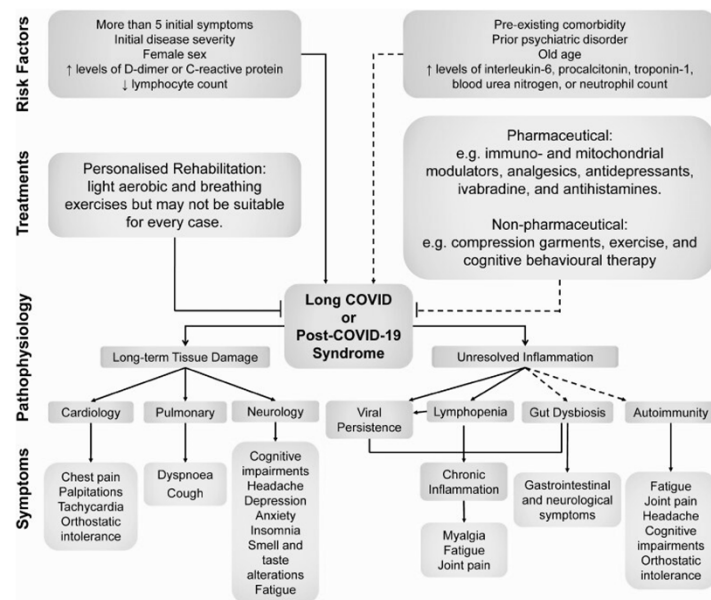 Risk Factors
More than 5 initial symptoms
Initial disease severity
Female sex
↑ levels of D-dimer or C-reactive protein
↓ lymphocyte count
Pre-existing comorbidity
Prior psychiatric disorder
Old age
↑ levels of interleukin-6, procalcitonin, troponin-1,
blood urea nitrogen, or neutrophil count
Treatments
Personalised Rehabilitation:
light aerobic and breathing
exercises but may not be suitable
for every case.
Pharmaceutical:
e.g. immuno- and mitochondrial
modulators, analgesics, antidepressants,
ivabradine, and antihistamines.
Non-pharmaceutical:
e.g. compression garments, exercise, and
cognitive behavioural therapy
Long COVID
or
Post-COVID-19
Syndrome
Pathophysiology
Long-term Tissue Damage
Unresolved Inflammation
Cardiology
Pulmonary
Neurology
Viral
Persistence
Lymphopenia
Gut Dysbiosis
Autoimmunity
Symptoms
Chest pain
Palpitations
Tachycardia
Orthostatic
intolerance
Dyspnoea
Cough
Cognitive
impairments
Headache
Depression
Anxiety
Insomnia
Smell and
taste
alterations
Fatigue
Chronic
Inflammation
Myalgia
Fatigue
Joint pain
Gastrointestinal
and neurological
symptoms
Fatigue
Joint pain
Headache
Cognitive
impairments
Orthostatic
intolerance